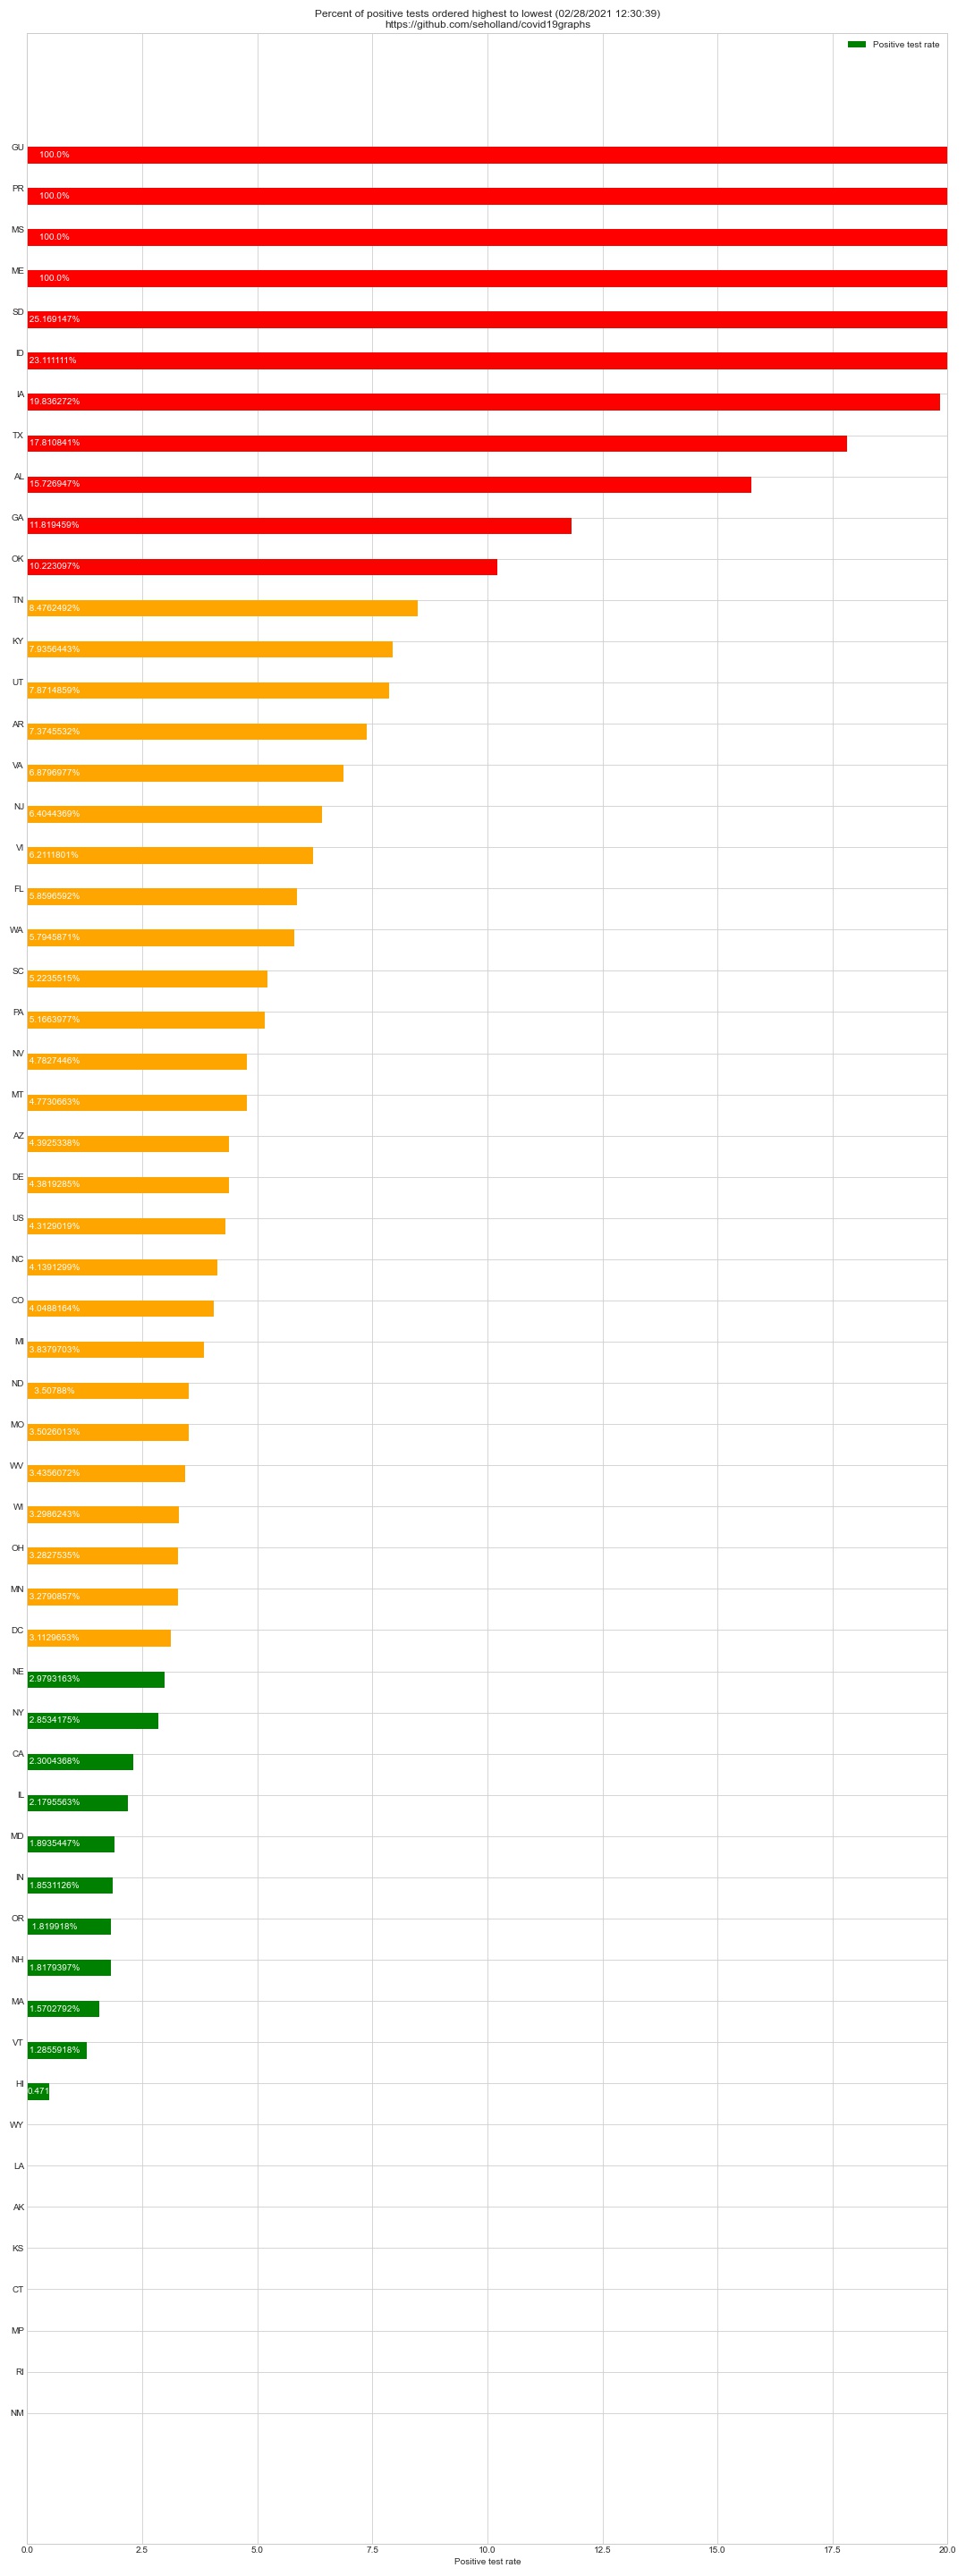 Percent of positive tests ordered highest to lowest (02/28/2021 12:30:39)
https://github.com/seholland/covid19graphs
Positive test rate
GU 100.0%
PR 100.0%
MS 100.0%
ME 100.0%
SD 25.169147%
ID 23.111111%
IA 19.836272%
TX 17.810841%
AL 15.726947%
GA 11.819459%
OK 10.223097%
TN 8.4762492%
KY 7.9356443%
UT 7.8714859%
AR 7.3745532%
VA 6.8796977%
NJ 6.4044369%
VI 6.2111801%
FL 5.8596592%
WA 5.7945871%
SC 5.2235515%
PA 5.1663977%
NV 4.7827446%
MT 4.7730663%
AZ 4.3925338%
DE 4.3819285%
US 4.3129019%
NC 4.1391299%
CO 4.0488164%
MI 3.8379703%
ND 3.50788%
MO 3.5026013%
WV 3.4356072%
WI 3.2986243%
OH 3.2827535%
MN 3.2790857%
DC 3.1129653%
NE 2.9793163%
NY 2.8534175%
CA 2.3004368%
IL 2.1795563%
MD 1.8935447%
IN 1.8531126%
OR 1.819918%
NH 1.8179397%
MA 1.5702792%
VT 1.2855918%
HI 0.471
WY
LA
AK
KS
CT
MP
RI
NM
0.0 2.5 5.0 7.5 10.0 12.5 15.0 17.5 20.0
Positive test rate